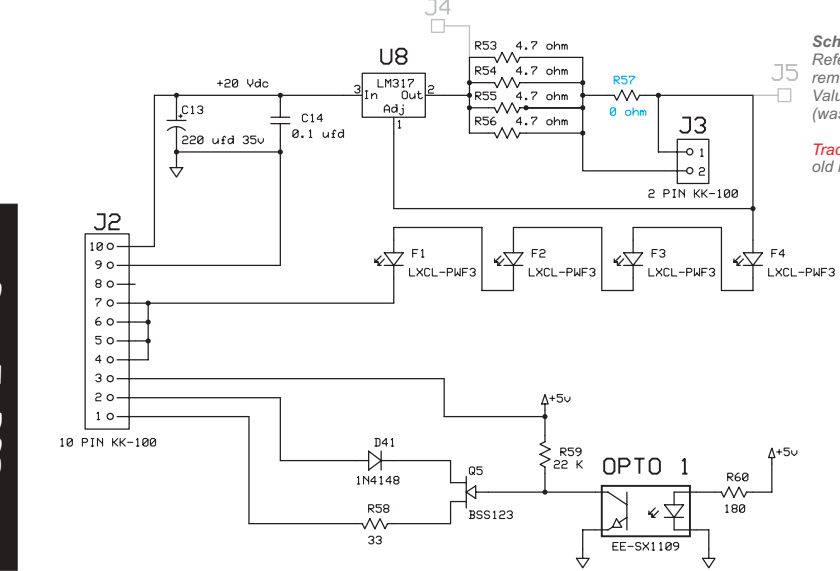 J4
Sch
Refe
rem
Valu
(was
Trac
old
J5
U8
LM317
3 In Out 2
Adj
1
+20 Vdc
C13
+
220 ufd 35v
C14
0.1 ufd
R53 4.7 ohm
R54 4.7 ohm
R55 4.7 ohm
R56 4.7 ohm
R57
0 ohm
J3
1
2
2 PIN KK-100
J2
10
9
8
7
6
5
4
3
2
1
10 PIN KK-100
F1
LXCL-PWF3
F2
LXCL-PWF3
F3
LXCL-PWF3
F4
LXCL-PWF3
+5v
R59
22 K
D41
1N4148
Q5
BSS123
R58
33
OPTO 1
EE-SX1109
R60
180
+5v